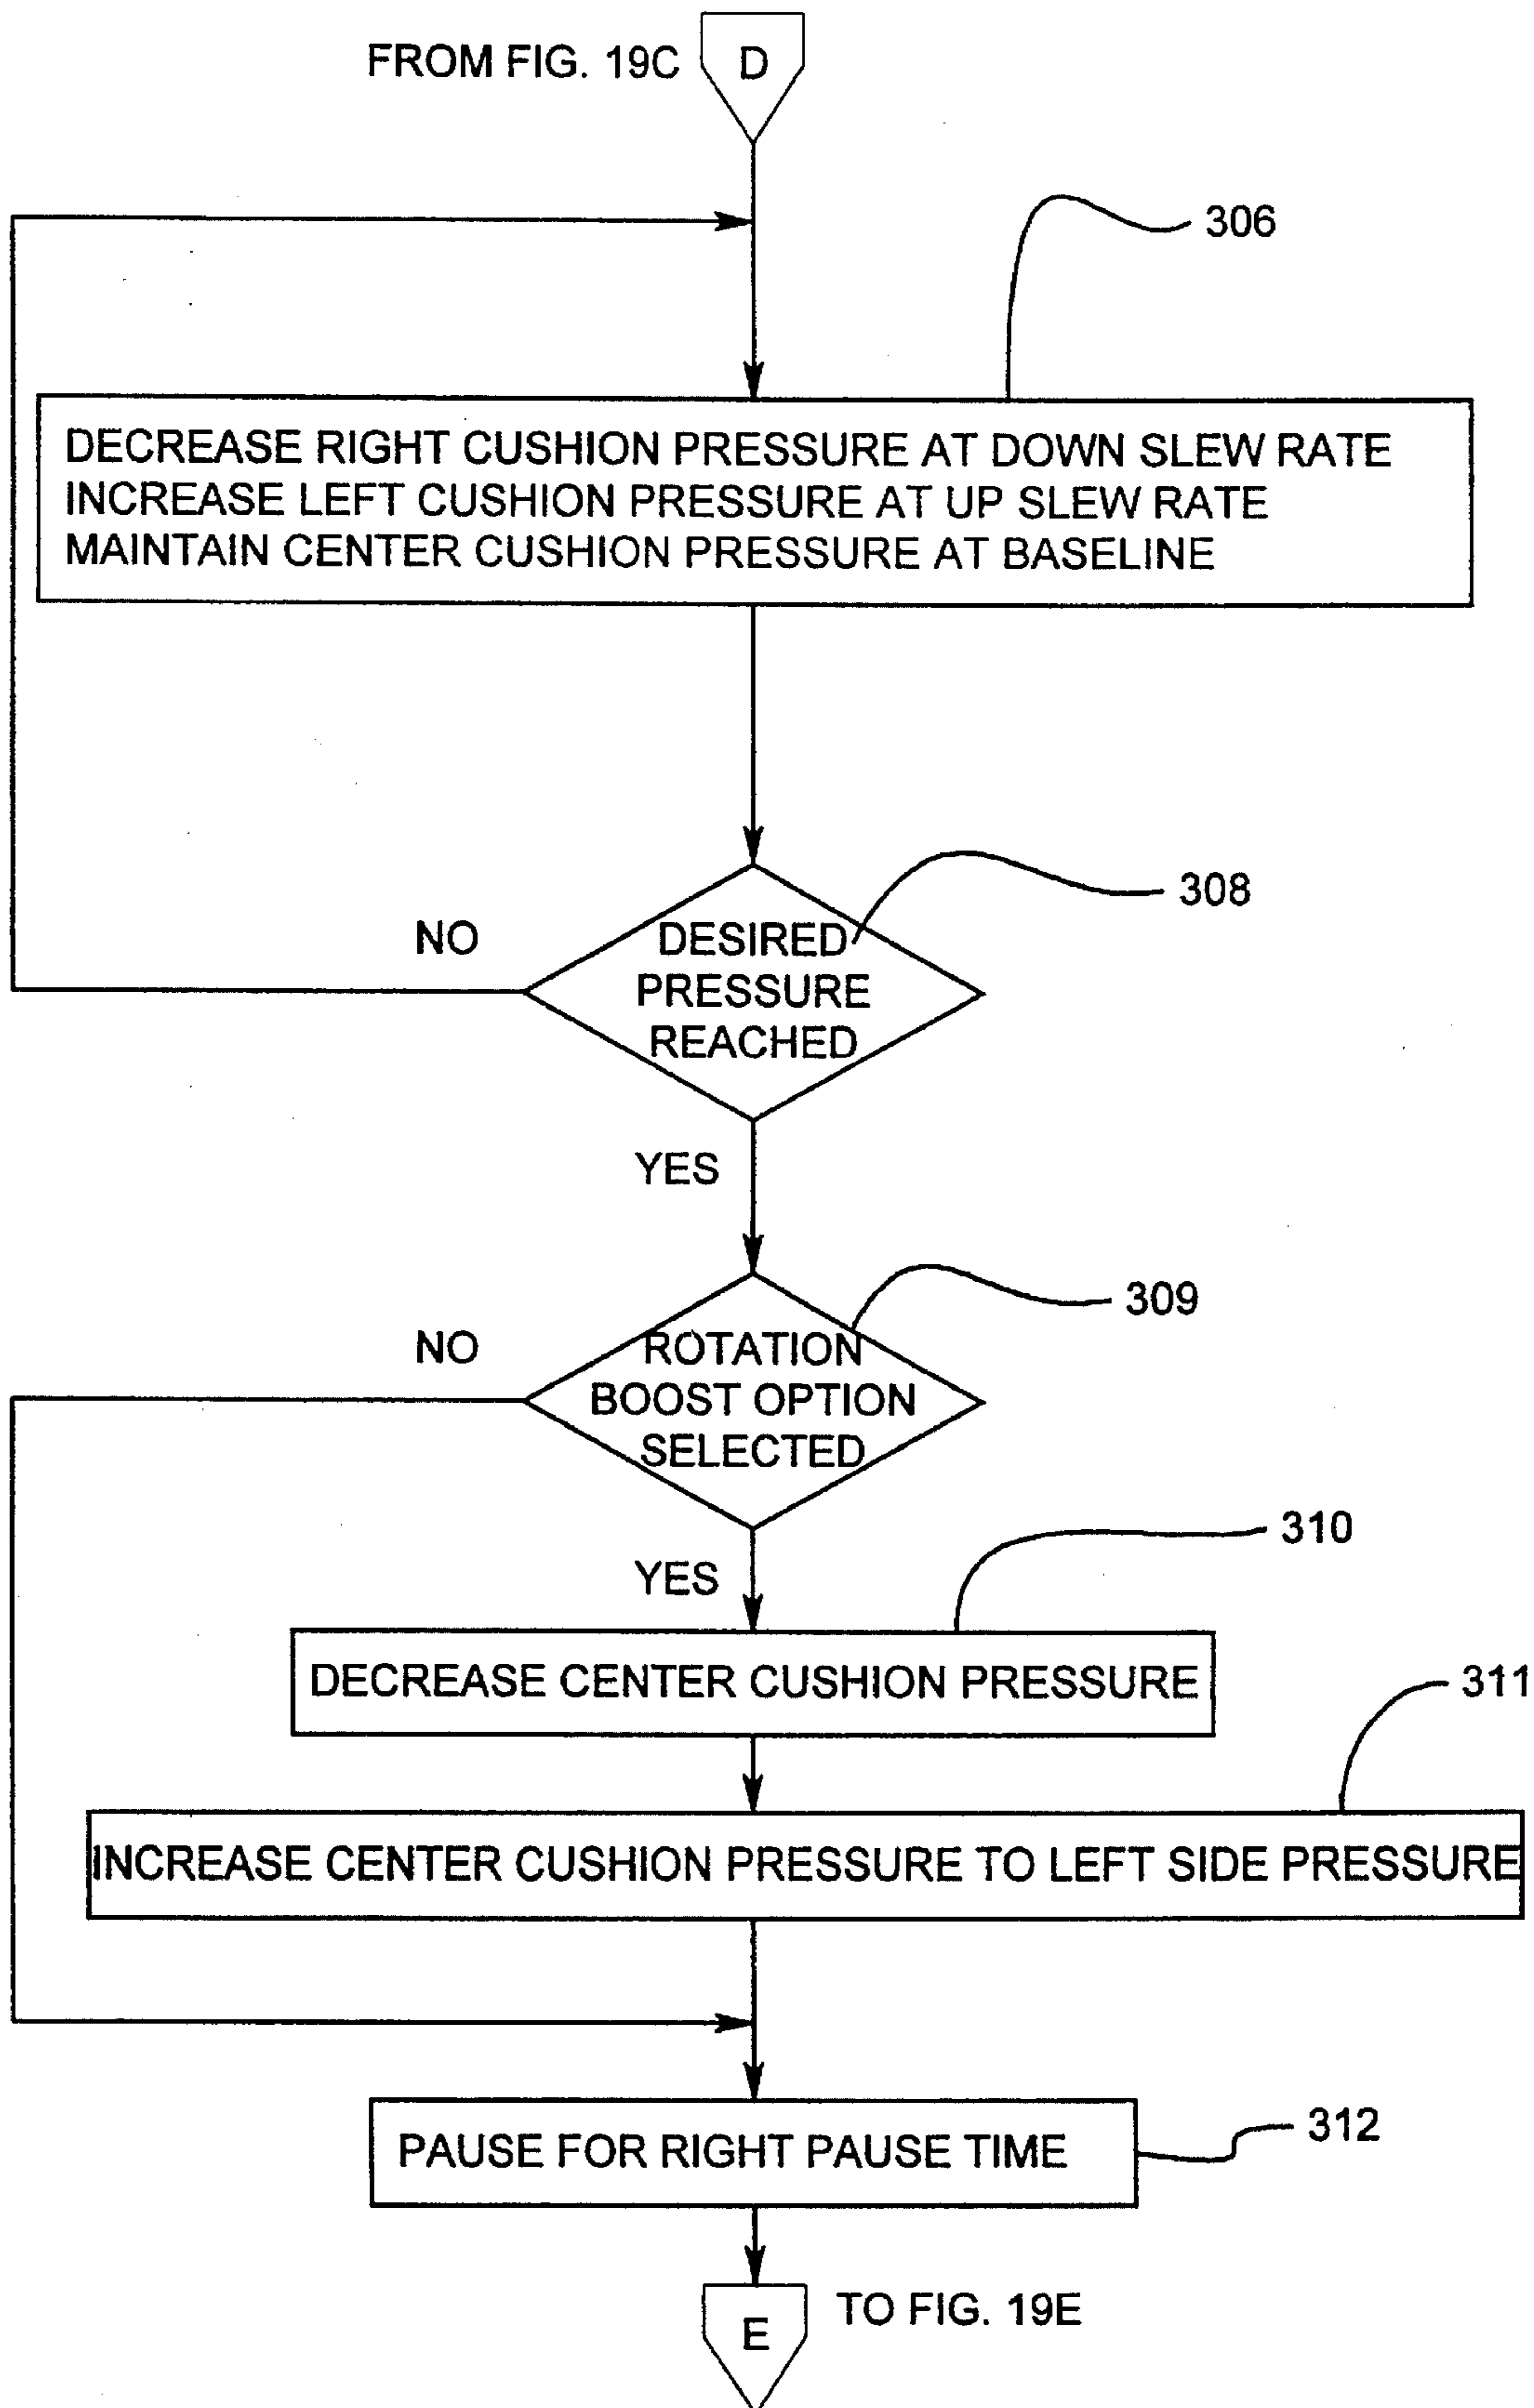 FROM FIG. 19C
D
306
DECREASE RIGHT CUSHION PRESSURE AT DOWN SLEW RATE
INCREASE LEFT CUSHION PRESSURE AT UP SLEW RATE
MAINTAIN CENTER CUSHION PRESSURE AT BASELINE
308
NO
DESIRED
PRESSURE
REACHED
YES
309
NO
ROTATION
BOOST OPTION
SELECTED
310
YES
DECREASE CENTER CUSHION PRESSURE
311
INCREASE CENTER CUSHION PRESSURE TO LEFT SIDE PRESSURE
312
PAUSE FOR RIGHT PAUSE TIME
E
TO FIG. 19E